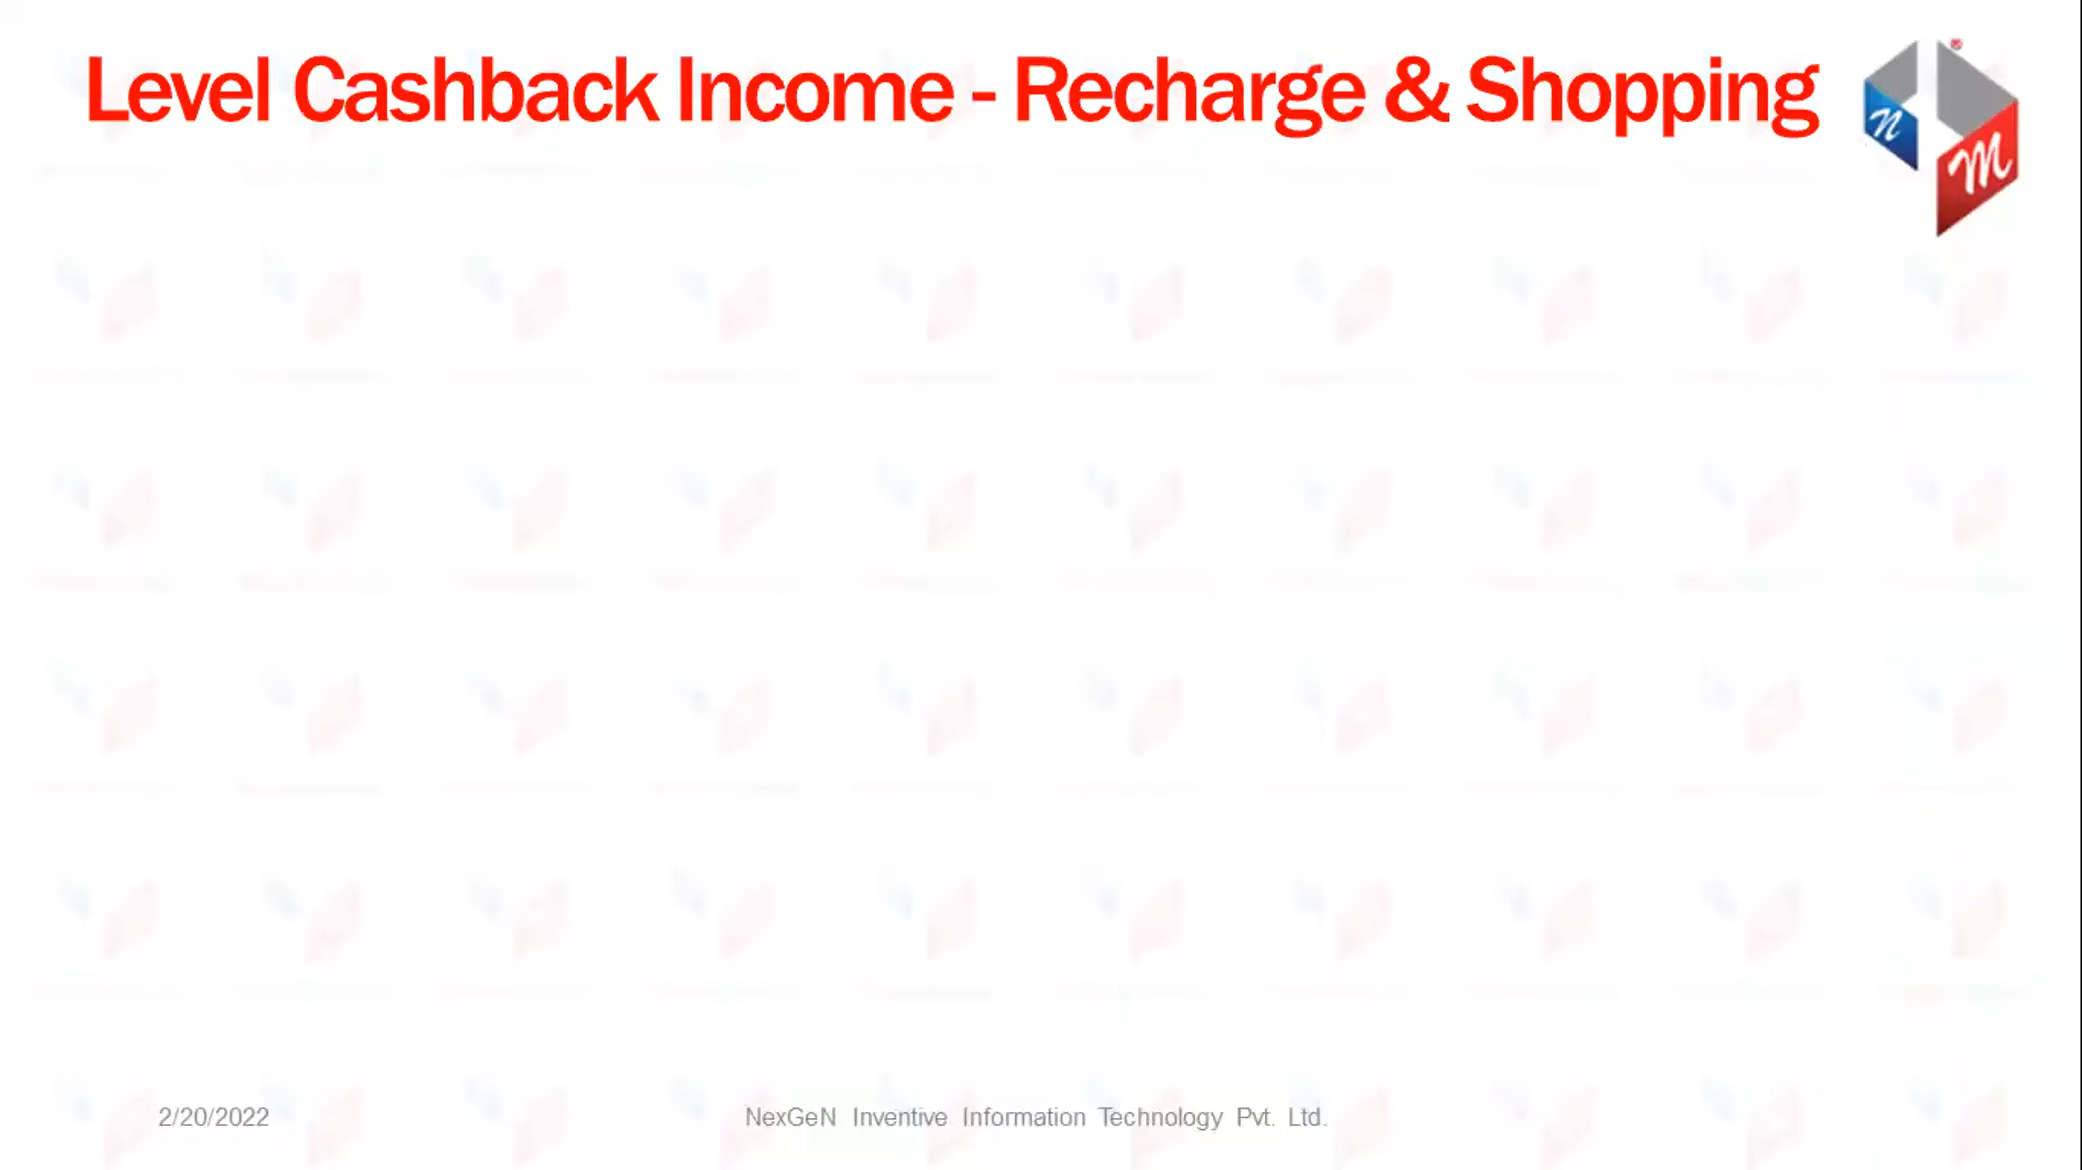 Level Cashback Income - Recharge & Shopping
n
m
®
2/20/2022
NexGeN Inventive Information Technology Pvt. Ltd.